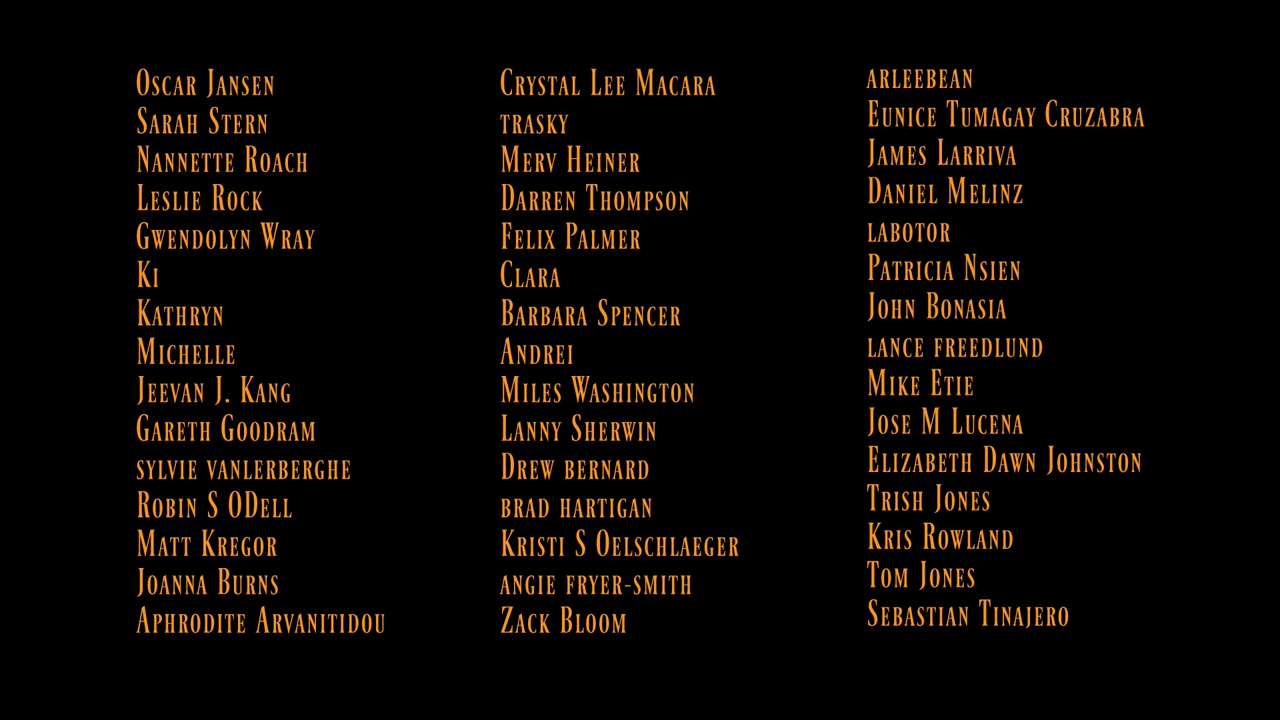 Oscar Jansen
Sarah Stern
Nannette Roach
Leslie Rock
Gwendolyn Wray
Ki
Kathryn
Michelle
Jeevan J. Kang
Gareth Goodram
sylvie vanlerberghe
Robin S ODell
Matt Kregor
Joanna Burns
Aphrodite Arvanitidou
Crystal Lee Macara
trasky
Merv Heiner
Darren Thompson
Felix Palmer
Clara
Barbara Spencer
Andrei
Miles Washington
Lanny Sherwin
Drew bernard
brad hartigan
Kristi S Oelschlaeger
angie fryer-smith
Zack Bloom
arleebean
Eunice Tumagay Cruzabra
James Larriva
Daniel Melinz
labotor
Patricia Nsien
John Bonasia
lance freedlund
Mike Etie
Jose M Lucena
Elizabeth Dawn Johnston
Trish Jones
Kris Rowland
Tom Jones
Sebastian Tinajero